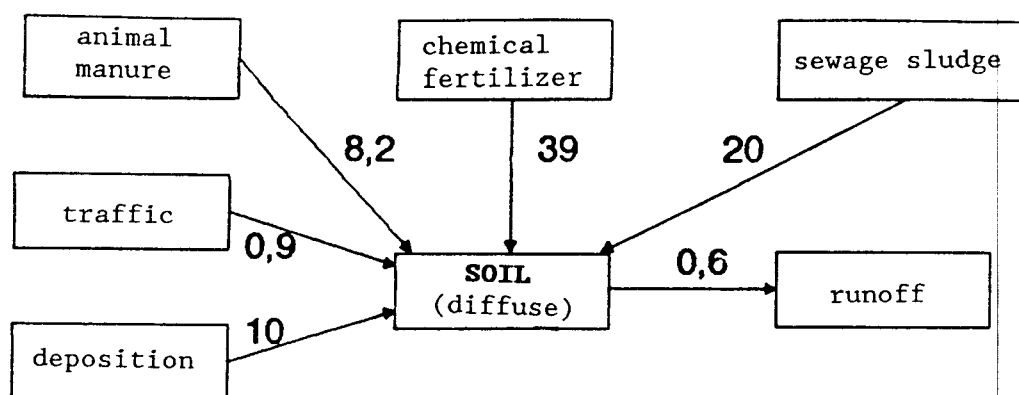 animal
manure
chemical
fertilizer
sewage sludge
8,2
39
20
traffic
0,9
SOIL
(diffuse)
0,6
runoff
10
deposition